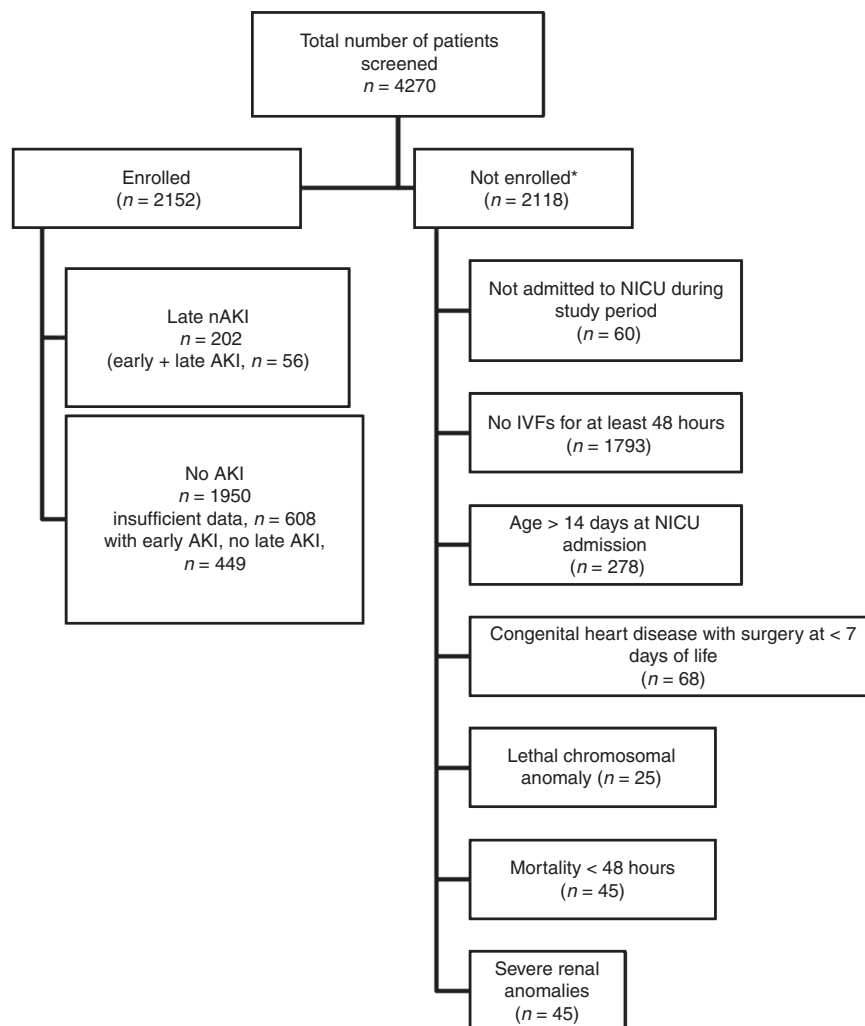 Total number of patients
screened
n = 4270
Enrolled
(n = 2152)
Not enrolled*
(n = 2118)
Late nAKI
n = 202
(early + late AKI, n = 56)
No AKI
n = 1950
insufficient data, n = 608
with early AKI, no late AKI,
n = 449
Not admitted to NICU during
study period
(n = 60)
No IVFs for at least 48 hours
(n = 1793)
Age > 14 days at NICU
admission
(n = 278)
Congenital heart disease with surgery at < 7
days of life
(n = 68)
Lethal chromosomal
anomaly (n = 25)
Mortality < 48 hours
(n = 45)
Severe renal
anomalies
(n = 45)